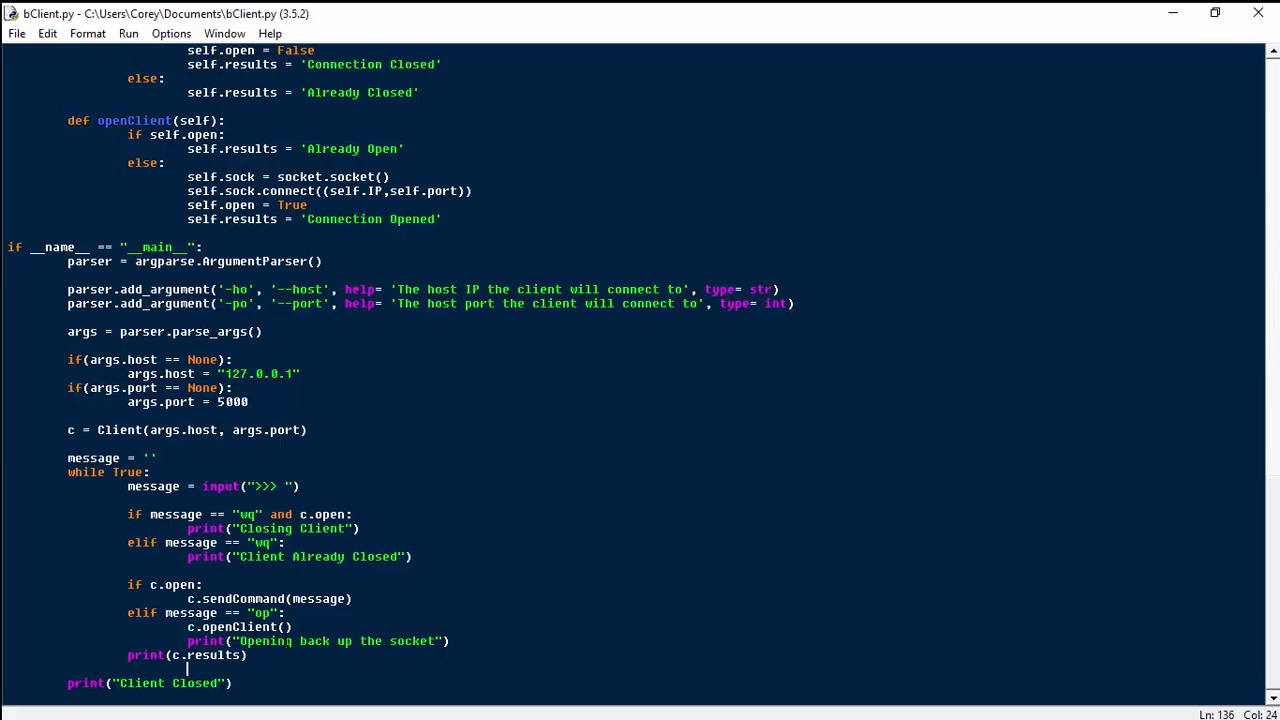 bClient.py - C:\Users\Corey\Documents\bClient.py (3.5.2)
File Edit Format Run Options Window Help
self.open = False
self.results = 'Connection Closed'
else:
self.results = 'Already Closed'
def openClient(self):
if self.open:
self.results = 'Already Open'
else:
self.sock = socket.socket()
self.sock.connect((self.IP,self.port))
self.open = True
self.results = 'Connection Opened'
if __name__ == "__main__":
parser = argparse.ArgumentParser()
parser.add_argument('-ho', '--host', help= 'The host IP the client will connect to', type= str)
parser.add_argument('-po', '--port', help= 'The host port the client will connect to', type= int)
args = parser.parse_args()
if(args.host == None):
args.host = "127.0.0.1"
if(args.port == None):
args.port = 5000
c = Client(args.host, args.port)
message = ''
while True:
message = input(">>> ")
if message == "wq" and c.open:
print("Closing Client")
elif message == "wq":
print("Client Already Closed")
if c.open:
c.sendCommand(message)
elif message == "op":
c.openClient()
print("Opening back up the socket")
print(c.results)
print("Client Closed")
Ln: 136 Col: 24